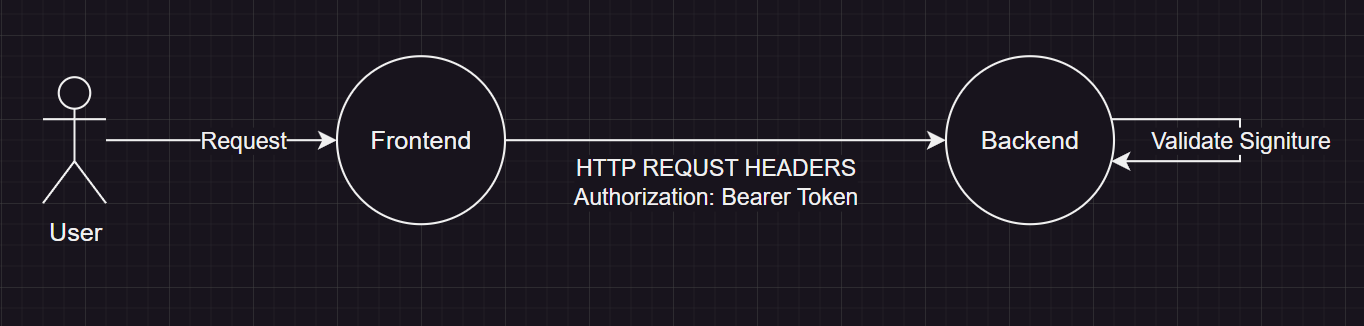 Request
Frontend
HTTP REQUST HEADERS
Authorization: Bearer Token
Backend
Validate Signiture
User